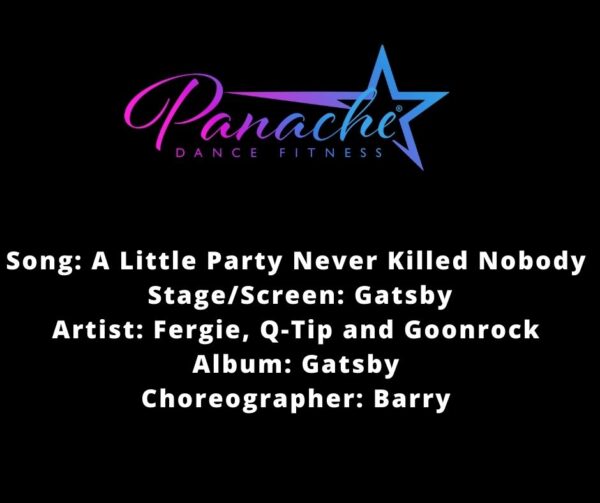 Panache®
DANCE FITNESS
Song: A Little Party Never Killed Nobody
Stage/Screen: Gatsby
Artist: Fergie, Q-Tip and Goonrock
Album: Gatsby
Choreographer: Barry